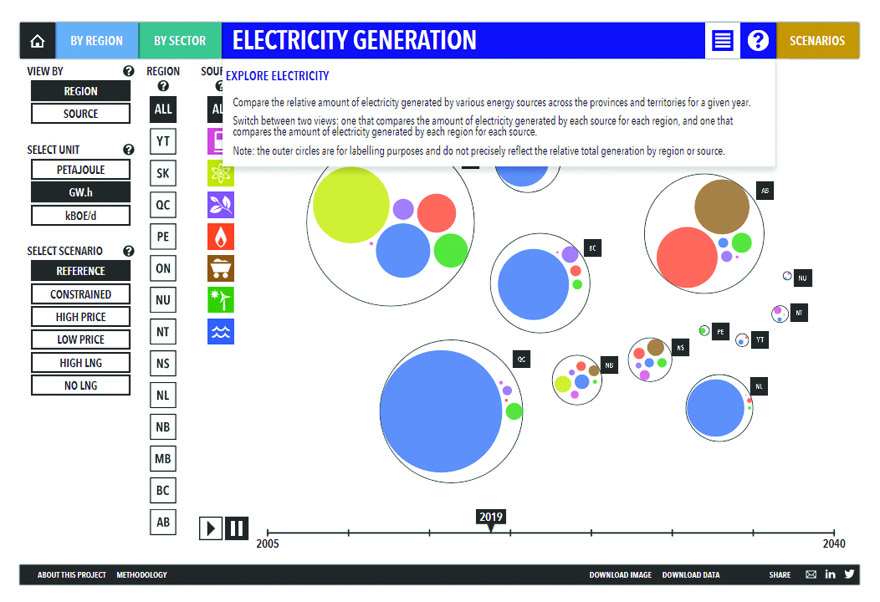 BY REGION
BY SECTOR
ELECTRICITY GENERATION
?
SCENARIOS
VIEW BY ?
REGION
SOURCE
SELECT UNIT ?
PETAJOULE
GW.h
kBOE/d
SELECT SCENARIO ?
REFERENCE
CONSTRAINED
HIGH PRICE
LOW PRICE
HIGH LNG
NO LNG
REGION
?
ALL
YT
SK
QC
PE
ON
NU
NT
NS
NL
NB
MB
BC
AB
EXPLORE ELECTRICITY
Compare the relative amount of electricity generated by various energy sources across the provinces and territories for a given year.
Switch between two views: one that compares the amount of electricity generated by each source for each region, and one that
compares the amount of electricity generated by each region for each source.
Note: the outer circles are for labelling purposes and do not precisely reflect the relative total generation by region or source.
AB
BC
NU
NT
PE
YT
NS
QC
NB
NL
2019
2005
2040
ABOUT THIS PROJECT METHODOLOGY
DOWNLOAD IMAGE DOWNLOAD DATA SHARE